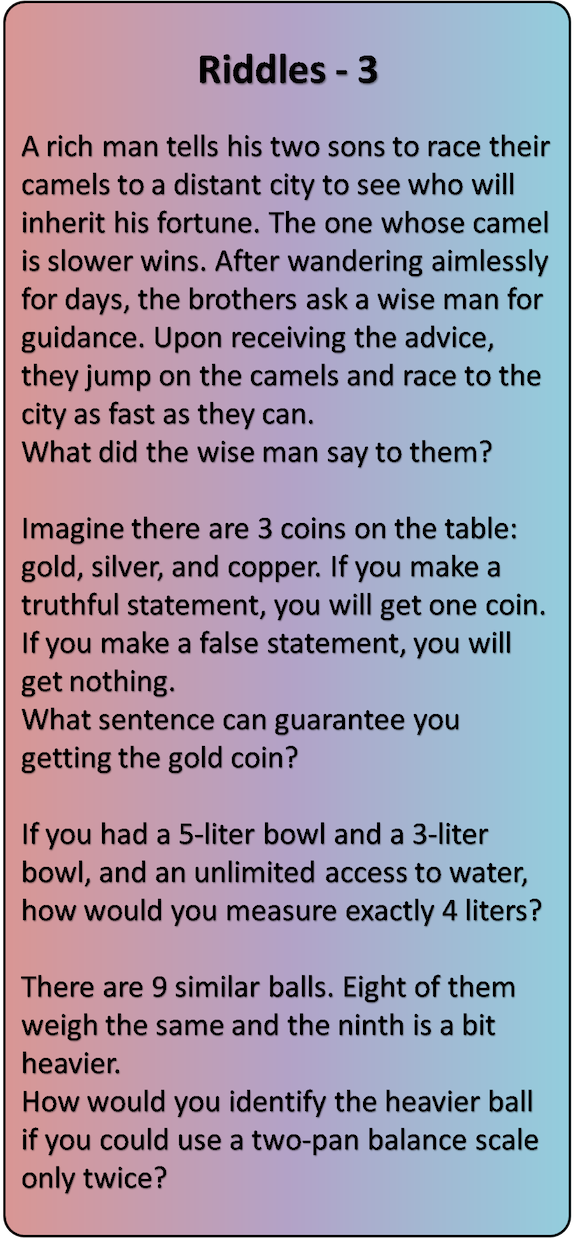 Riddles - 3
A rich man tells his two sons to race their
camels to a distant city to see who will
inherit his fortune. The one whose camel
is slower wins. After wandering aimlessly
for days, the brothers ask a wise man for
guidance. Upon receiving the advice,
they jump on the camels and race to the
city as fast as they can.
What did the wise man say to them?
Imagine there are 3 coins on the table:
gold, silver, and copper. If you make a
truthful statement, you will get one coin.
If you make a false statement, you will
get nothing.
What sentence can guarantee you
getting the gold coin?
If you had a 5-liter bowl and a 3-liter
bowl, and an unlimited access to water,
how would you measure exactly 4 liters?
There are 9 similar balls. Eight of them
weigh the same and the ninth is a bit
heavier.
How would you identify the heavier ball
if you could use a two-pan balance scale
only twice?